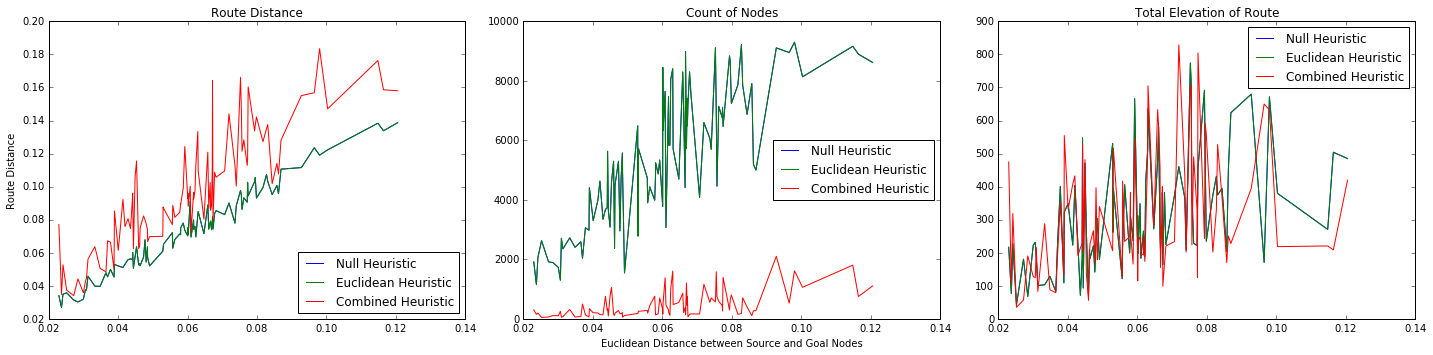 Route Distance
Route Distance
0.20
0.18
0.16
0.14
0.12
0.10
0.08
0.06
0.04
0.02
0.02 0.04 0.06 0.08 0.10 0.12 0.14
Null Heuristic
Euclidean Heuristic
Combined Heuristic
Count of Nodes
10000
8000
6000
4000
2000
0
0.02 0.04 0.06 0.08 0.10 0.12 0.14
Euclidean Distance between Source and Goal Nodes
Null Heuristic
Euclidean Heuristic
Combined Heuristic
Total Elevation of Route
900
800
700
600
500
400
300
200
100
0
0.02 0.04 0.06 0.08 0.10 0.12 0.14
Null Heuristic
Euclidean Heuristic
Combined Heuristic